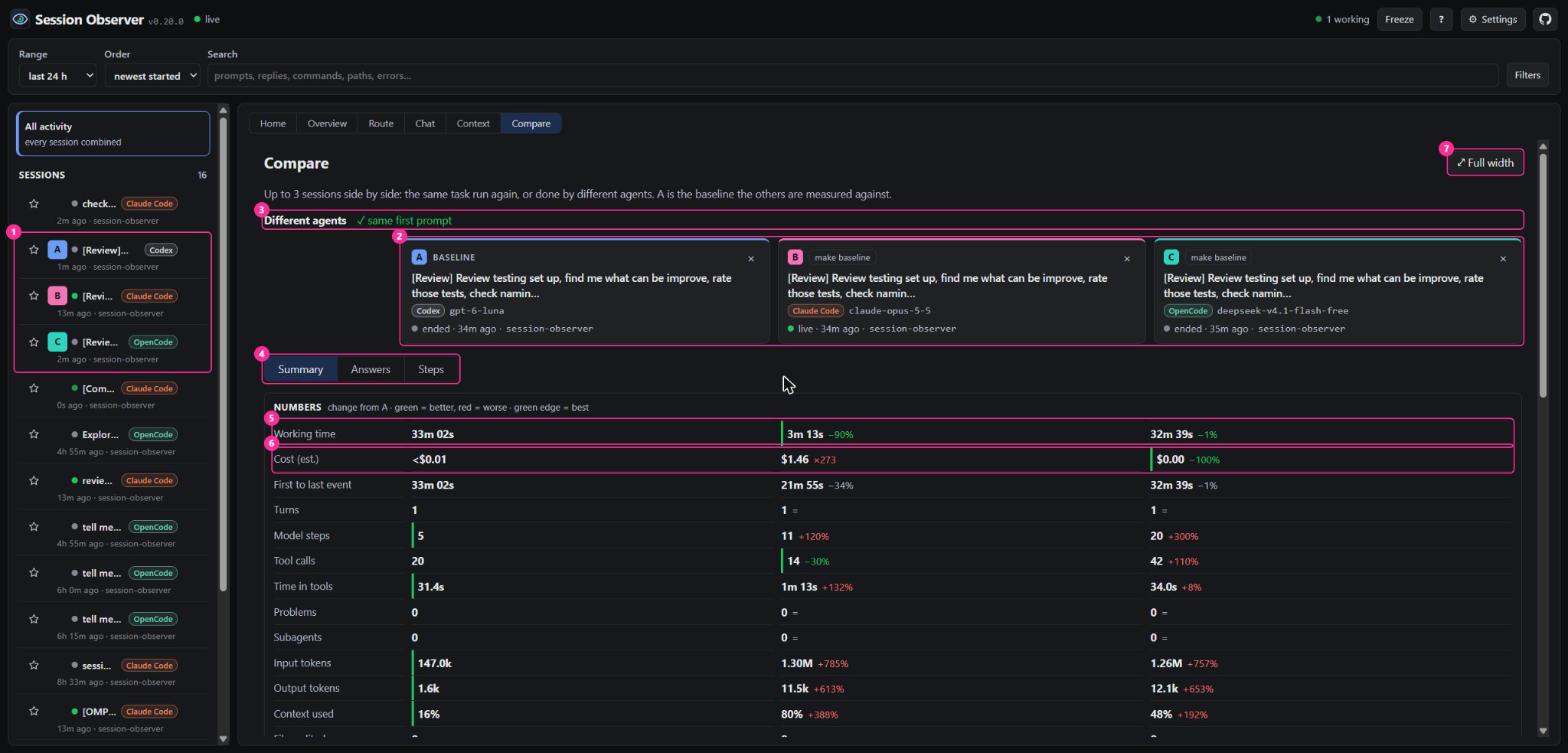 Session Observer v0.20.0 live
1 working Freeze ? Settings
Range Order Search
last 24 h newest started prompts, replies, commands, paths, errors... Filters
All activity
every session combined
SESSIONS 16
check... Claude Code
2m ago · session-observer
1
A [Review]... Codex
1m ago · session-observer
B [Revi... Claude Code
13m ago · session-observer
C [Revie... OpenCode
2m ago · session-observer
[Com... Claude Code
0s ago · session-observer
Explor... OpenCode
4h 55m ago · session-observer
revie... Claude Code
13m ago · session-observer
tell me... OpenCode
4h 55m ago · session-observer
tell me... OpenCode
6h 0m ago · session-observer
tell me... OpenCode
6h 15m ago · session-observer
sessi... Claude Code
8h 33m ago · session-observer
[OMP... Claude Code
13m ago · session-observer
Home Overview Route Chat Context Compare
Compare
7
Full width
Up to 3 sessions side by side: the same task run again, or done by different agents. A is the baseline the others are measured against.
3
Different agents ✓ same first prompt
2
A BASELINE ×
[Review] Review testing set up, find me what can be improve, rate
those tests, check namin...
Codex gpt-6-luna
ended · 34m ago · session-observer
B make baseline ×
[Review] Review testing set up, find me what can be improve, rate
those tests, check namin...
Claude Code claude-opus-5-5
live · 34m ago · session-observer
C make baseline ×
[Review] Review testing set up, find me what can be improve, rate
those tests, check namin...
OpenCode deepseek-v4.1-flash-free
ended · 35m ago · session-observer
4
Summary Answers Steps
NUMBERS change from A · green = better, red = worse · green edge = best
5
Working time 33m 02s 3m 13s −90% 32m 39s −1%
6
Cost (est.) <$0.01 $1.46 ×273 $0.00 −100%
First to last event 33m 02s 21m 55s −34% 32m 39s −1%
Turns 1 1 = 1 =
Model steps 5 11 +120% 20 +300%
Tool calls 20 14 −30% 42 +110%
Time in tools 31.4s 1m 13s +132% 34.0s +8%
Problems 0 0 = 0 =
Subagents 0 0 = 0 =
Input tokens 147.0k 1.30M +785% 1.26M +757%
Output tokens 1.6k 11.5k +613% 12.1k +653%
Context used 16% 80% +388% 48% +192%